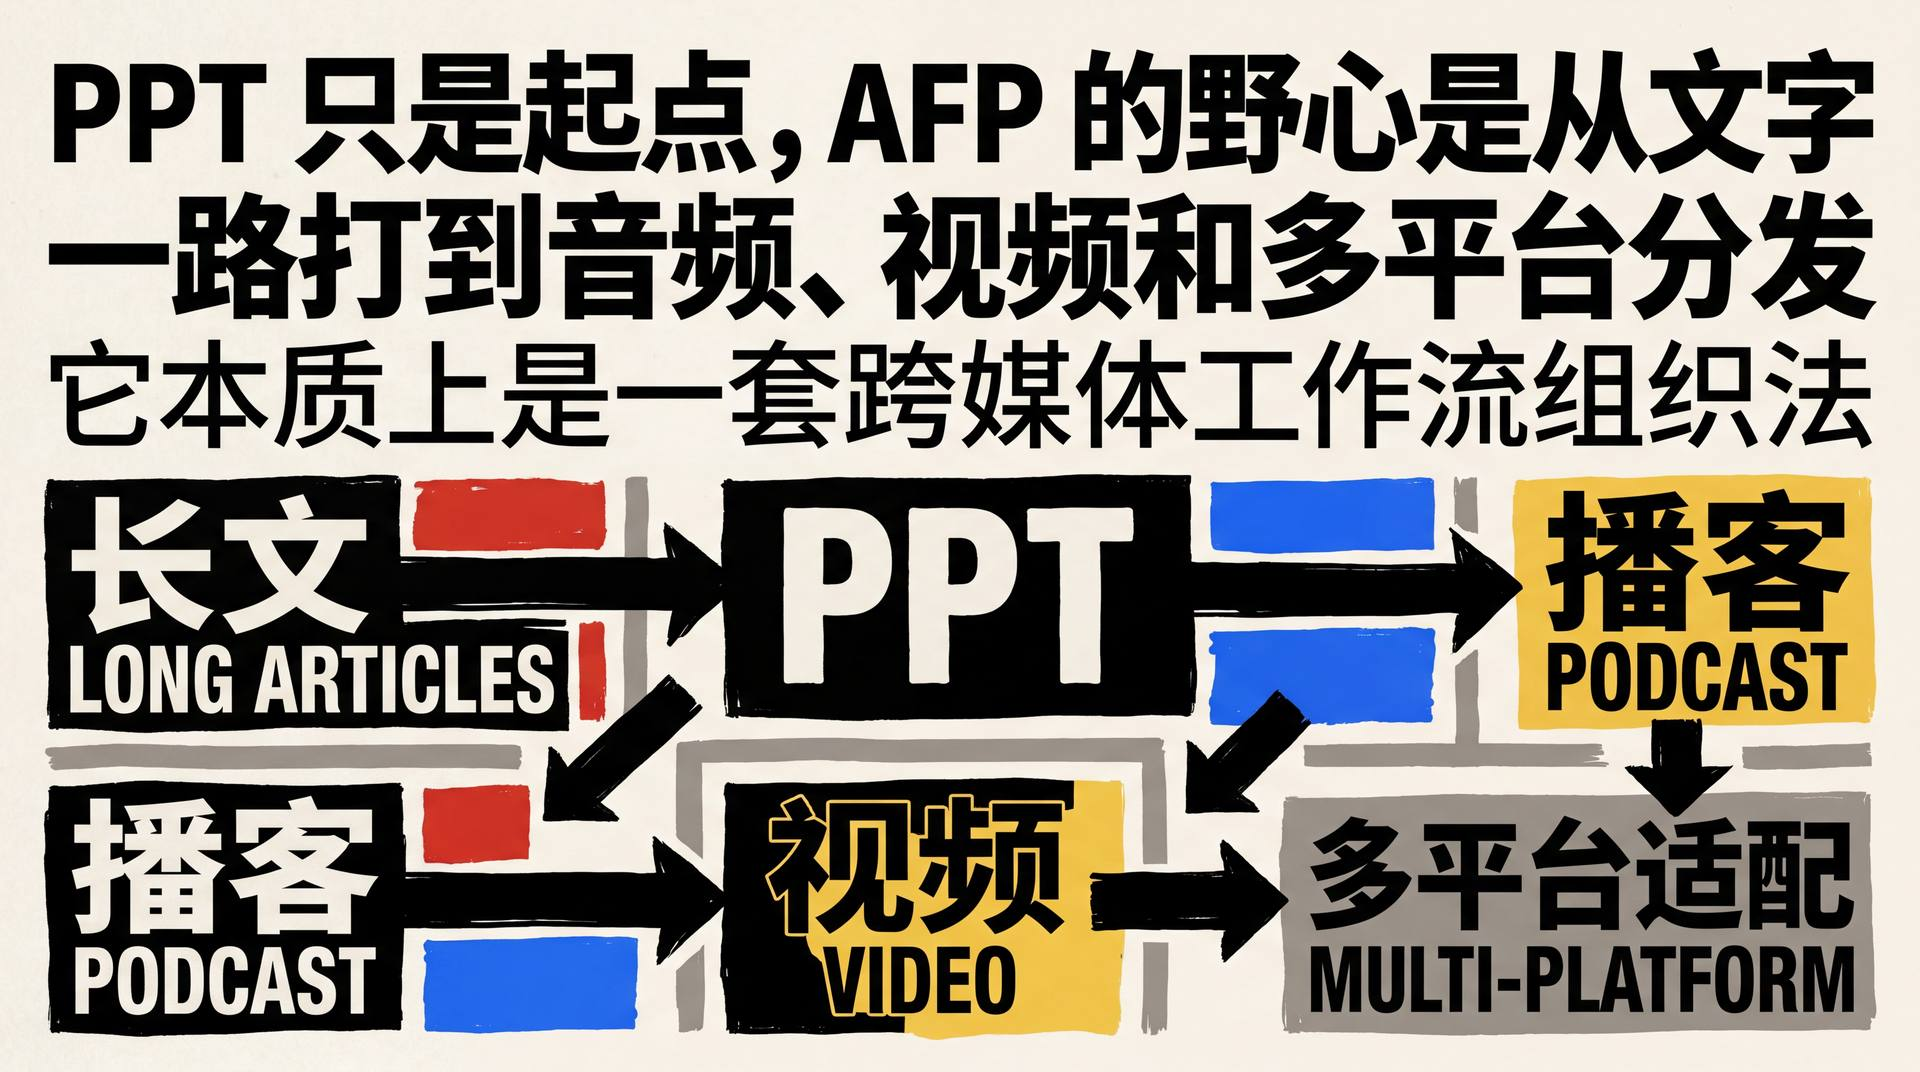 PPT 只是起点，AFP 的野心是从文字
一路打到音频、视频和多平台分发
它本质上是一套跨媒体工作流组织法
长文
LONG ARTICLES
PPT
播客
PODCAST
播客
PODCAST
视频
VIDEO
多平台适配
MULTI-PLATFORM